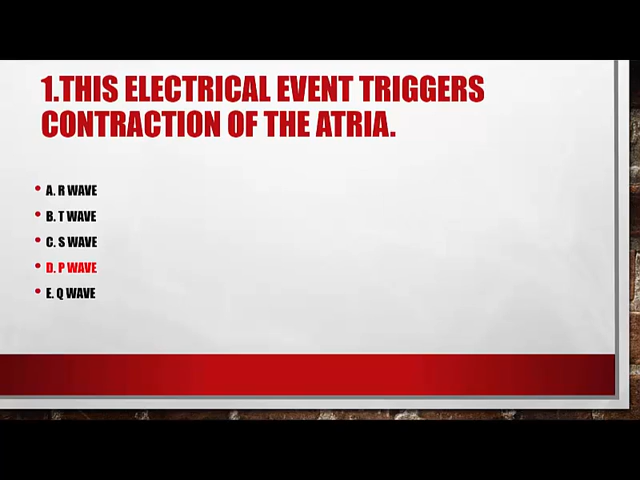 1.THIS ELECTRICAL EVENT TRIGGERS
CONTRACTION OF THE ATRIA.
• A. R WAVE
• B. T WAVE
• C. S WAVE
• D. P WAVE
• E. Q WAVE